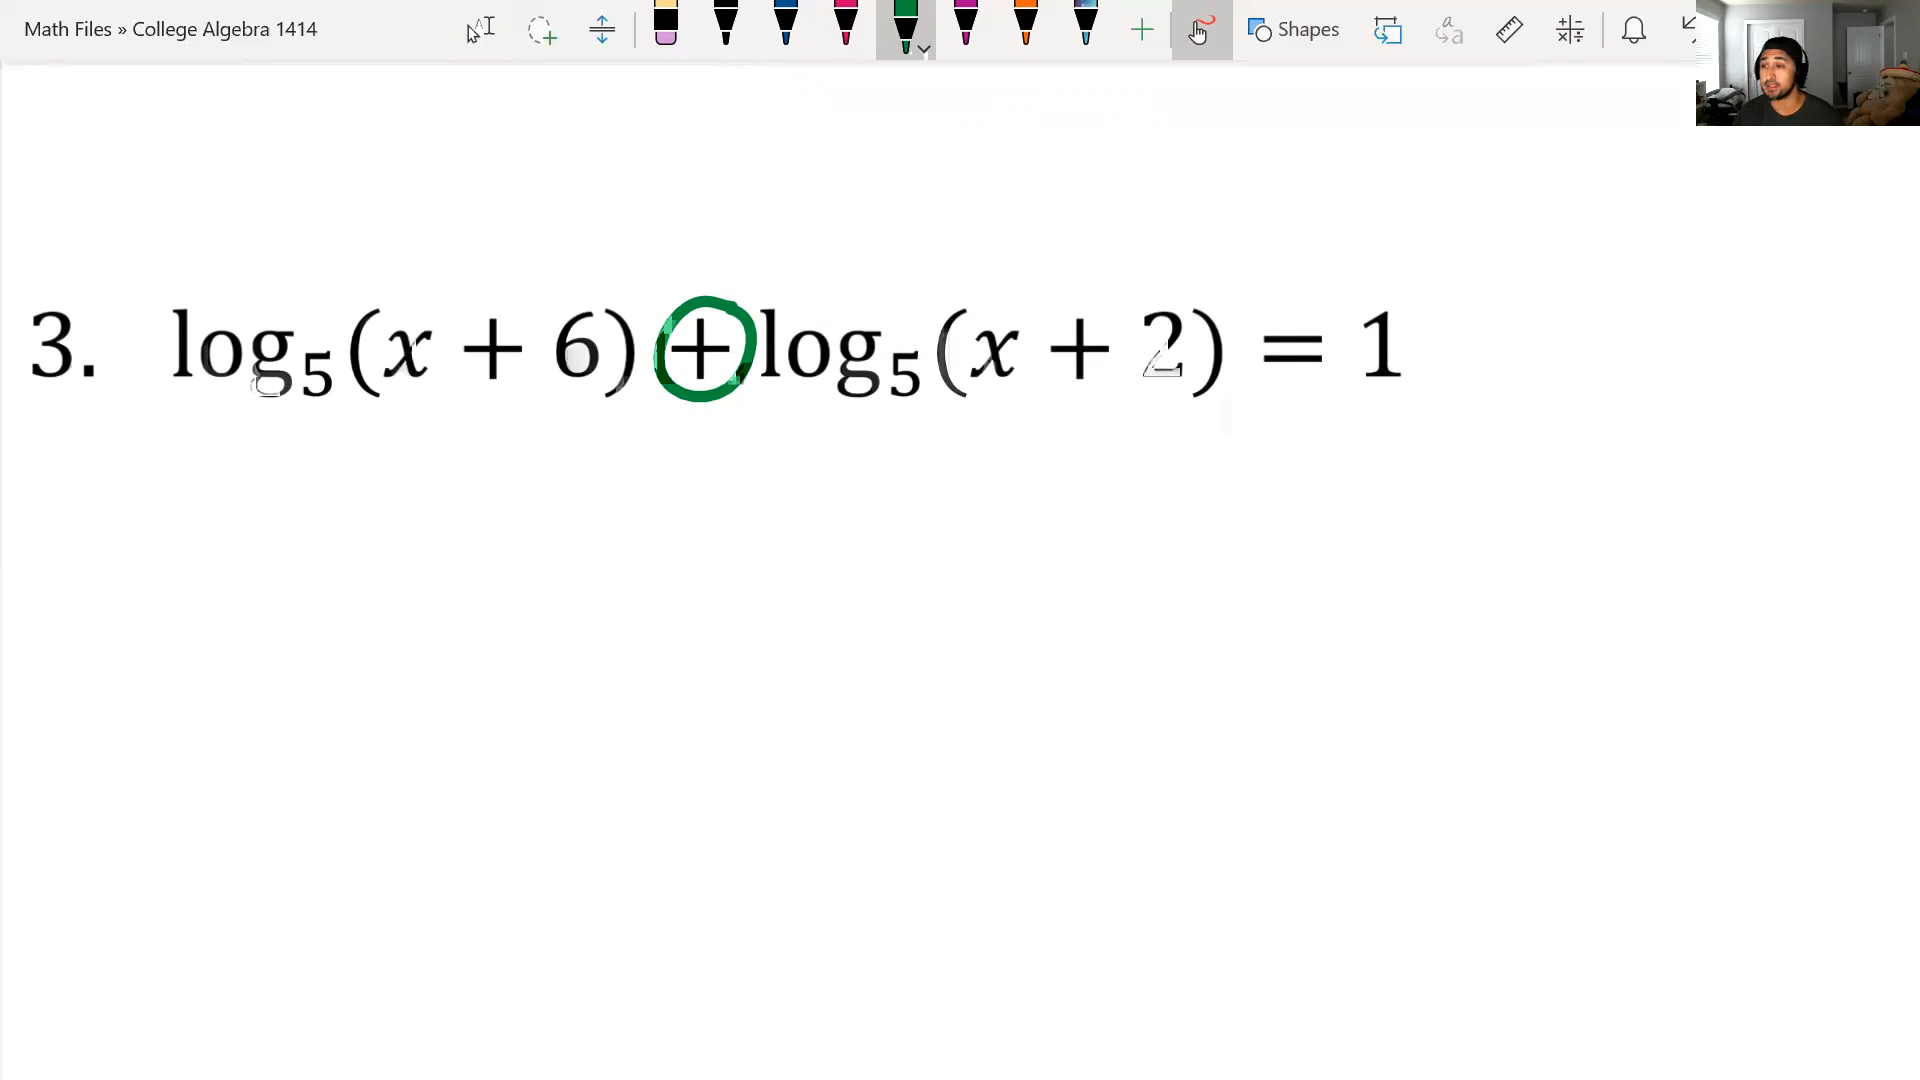 Math Files » College Algebra 1414
Shapes
3. log₅(x + 6) + log₅(x + 2) = 1